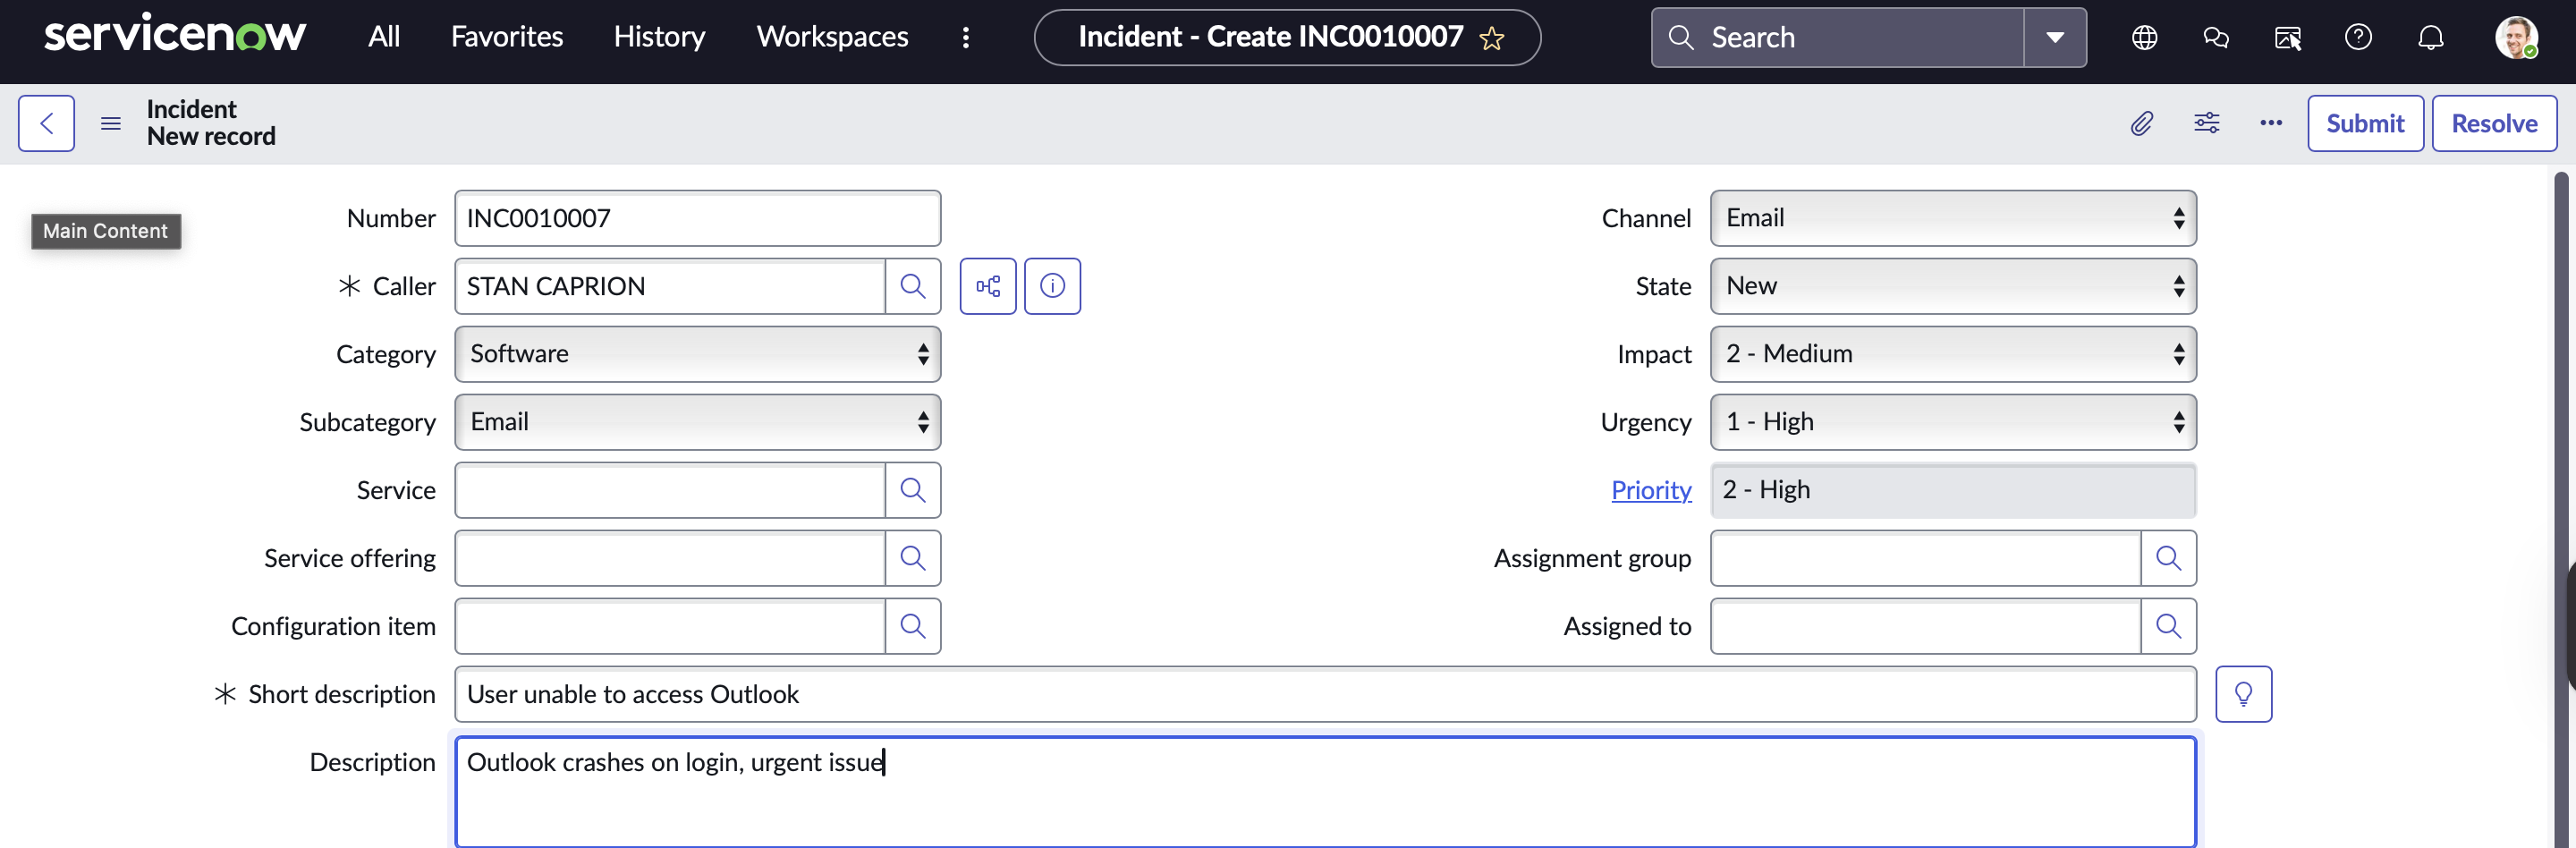 servicenow All Favorites History Workspaces Incident - Create INC0010007 Search
Incident
New record
Submit Resolve
Main Content
Number INC0010007
Channel Email
* Caller STAN CAPRION
State New
Category Software
Impact 2 - Medium
Subcategory Email
Urgency 1 - High
Service
Priority 2 - High
Service offering
Assignment group
Configuration item
Assigned to
* Short description User unable to access Outlook
Description Outlook crashes on login, urgent issue